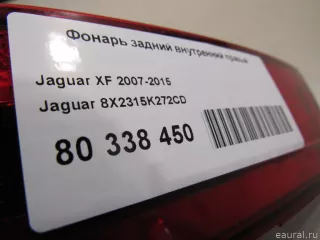 Фонарь задний внутренний правый
Jaguar XF 2007-2015
Jaguar 8X2315K272CD
80 338 450
eaural.ru